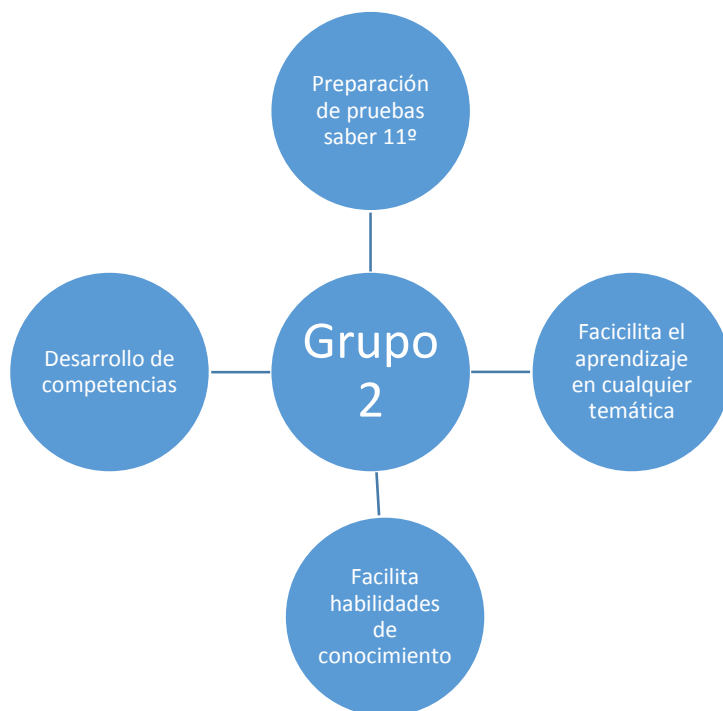 Preparación
de pruebas
saber 11º
Desarrollo de
competencias
Grupo
2
Facicilita el
aprendizaje
en cualquier
temática
Facilita
habilidades
de
conocimiento